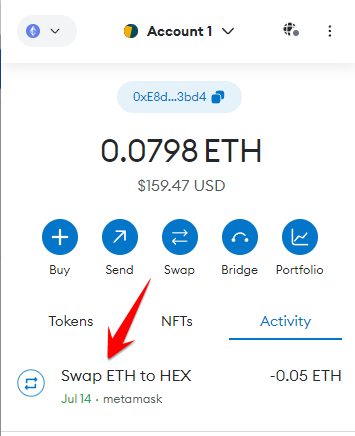 Account 1
0xE8d...3bd4
0.0798 ETH
$159.47 USD
Buy Send Swap Bridge Portfolio
Tokens NFTs Activity
Swap ETH to HEX -0.05 ETH
Jul 14 · metamask